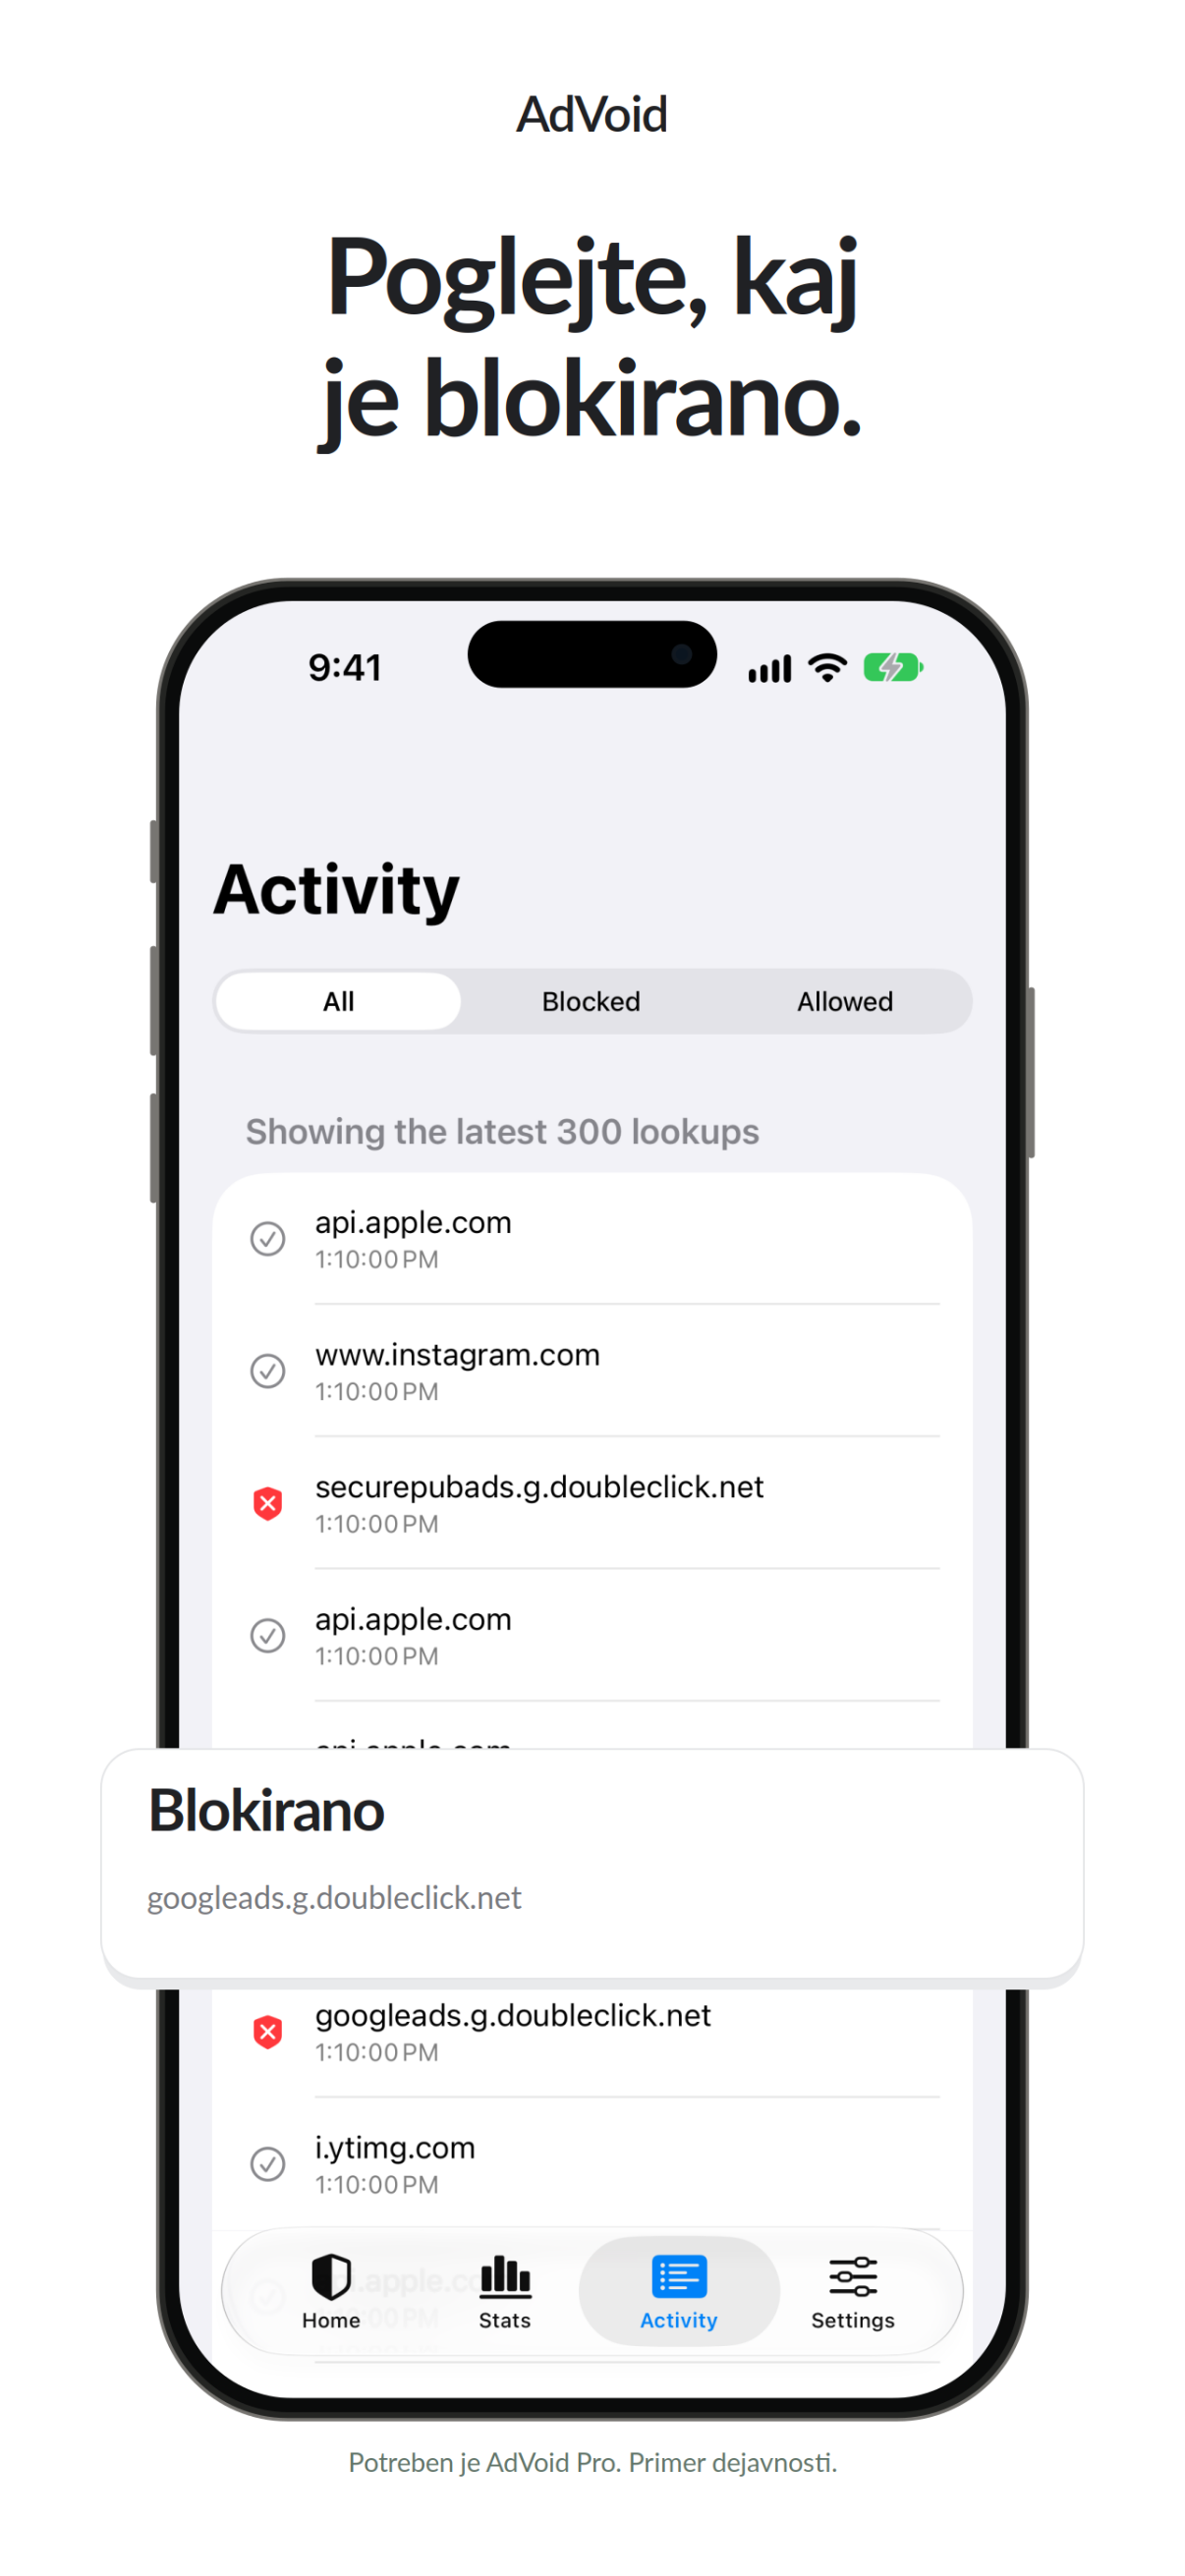 AdVoid
Poglejte, kaj
je blokirano.
9:41
Activity
All
Blocked
Allowed
Showing the latest 300 lookups
api.apple.com
1:10:00 PM
www.instagram.com
1:10:00 PM
securepubads.g.doubleclick.net
1:10:00 PM
api.apple.com
1:10:00 PM
api.apple.com
Blokirano
googleads.g.doubleclick.net
googleads.g.doubleclick.net
1:10:00 PM
i.ytimg.com
1:10:00 PM
Home
Stats
Activity
Settings
Potreben je AdVoid Pro. Primer dejavnosti.